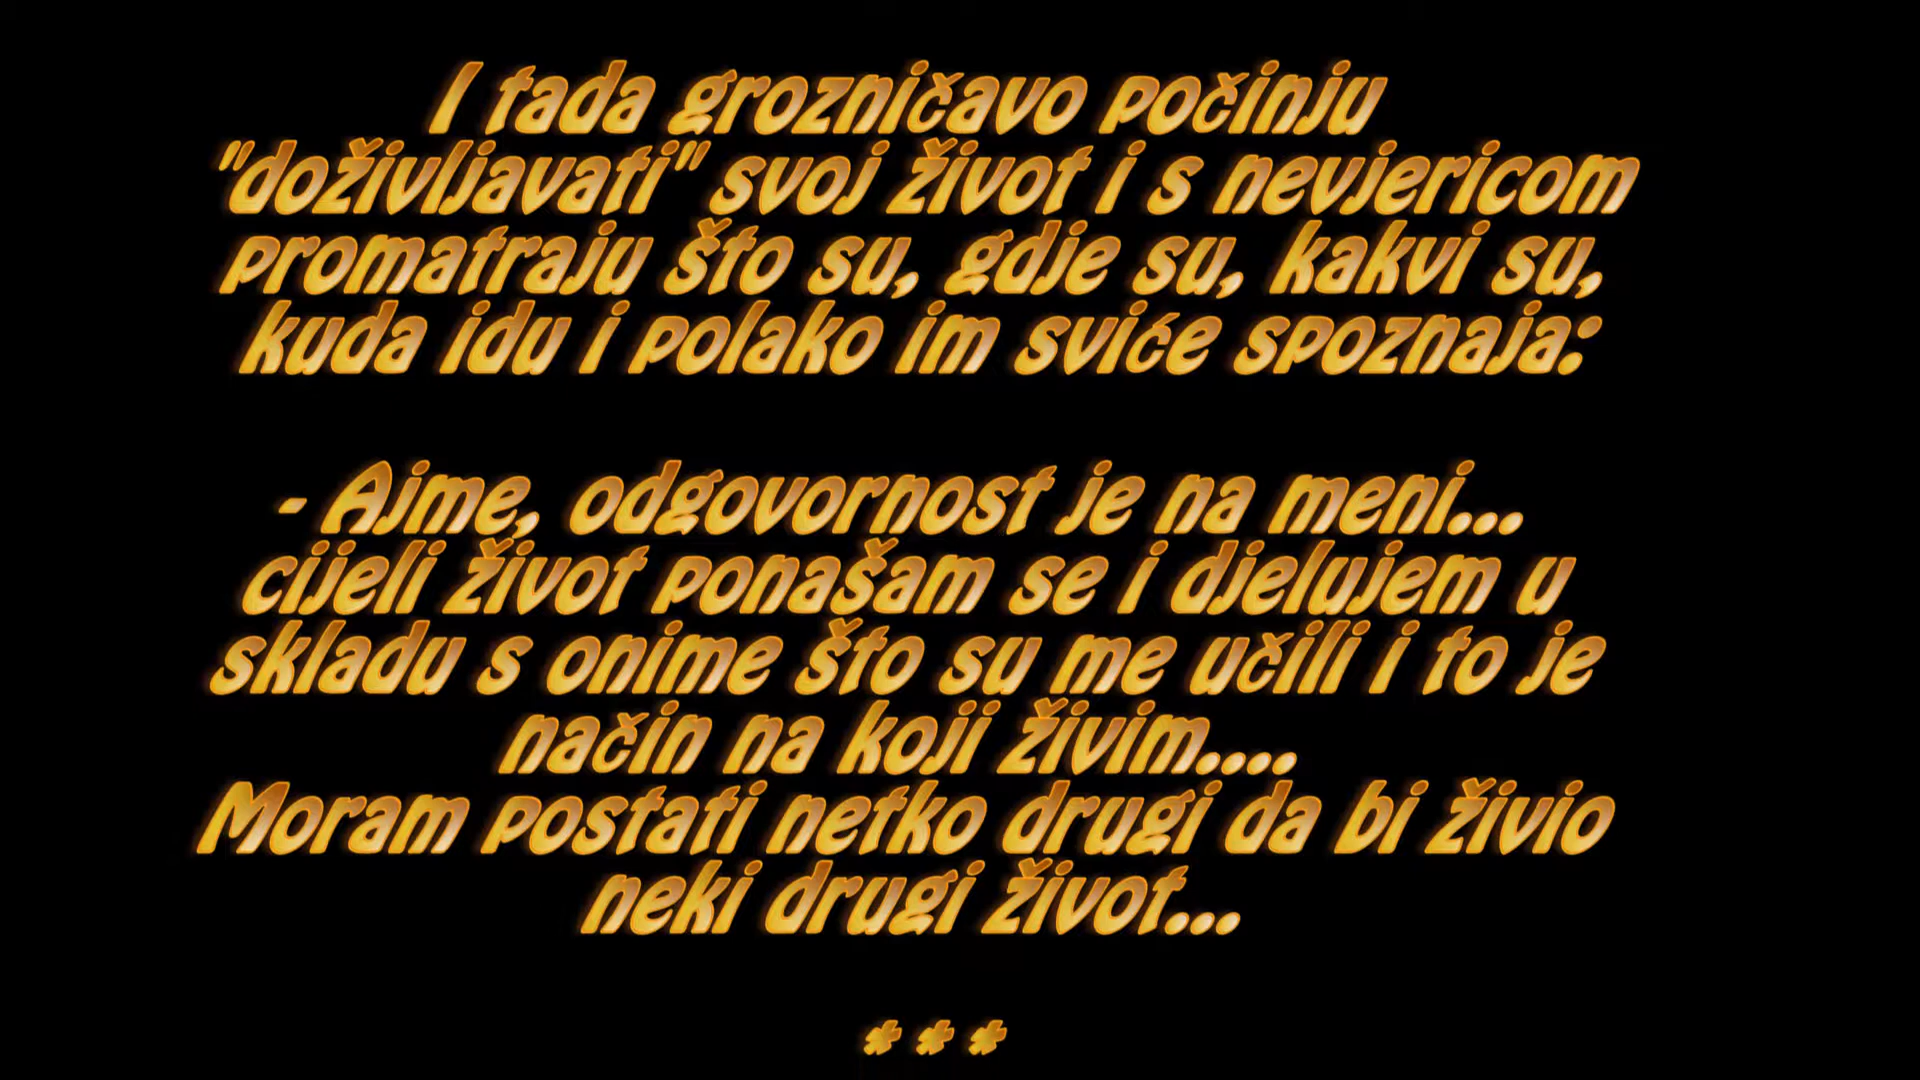 I tada grozničavo počinju
"doživljavati" svoj život i s nevjericom
promatraju što su, gdje su, kakvi su,
kuda idu i polako im sviće spoznaja:
- Ajme, odgovornost je na meni...
cijeli život ponašam se i djelujem u
skladu s onime što su me učili i to je
način na koji živim....
Moram postati netko drugi da bi živio
neki drugi život...
* * *